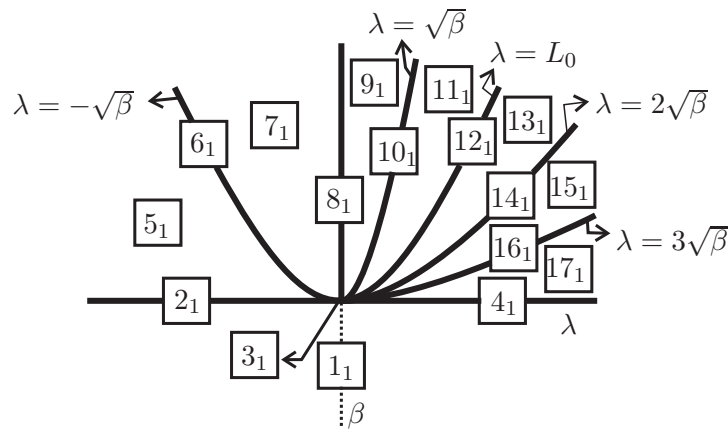 λ = √β
λ = L₀
9₁
11₁
λ = −√β
13₁
λ = 2√β
7₁
6₁
10₁
12₁
8₁
14₁
15₁
5₁
16₁
λ = 3√β
17₁
2₁
4₁
λ
3₁
1₁
β